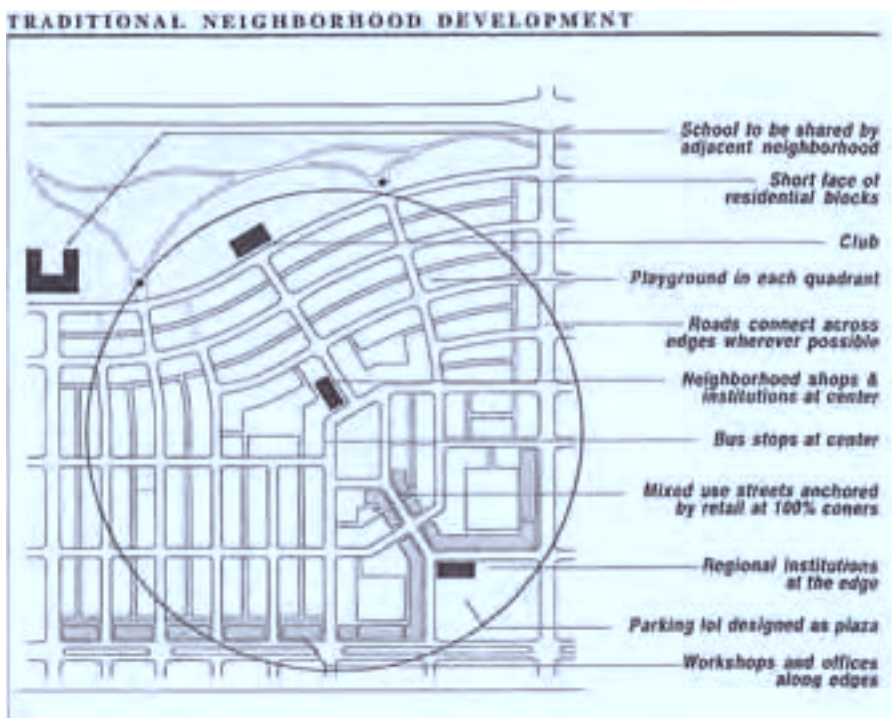 TRADITIONAL NEIGHBORHOOD DEVELOPMENT
School to be shared by
adjacent neighborhood
Short face of
residential blocks
Club
Playground in each quadrant
Roads connect across
edges wherever possible
Neighborhood shops &
institutions at center
Bus stops at center
Mixed use streets anchored
by retail at 100% coners
Regional institutions
at the edge
Parking lot designed as plaza
Workshops and offices
along edges